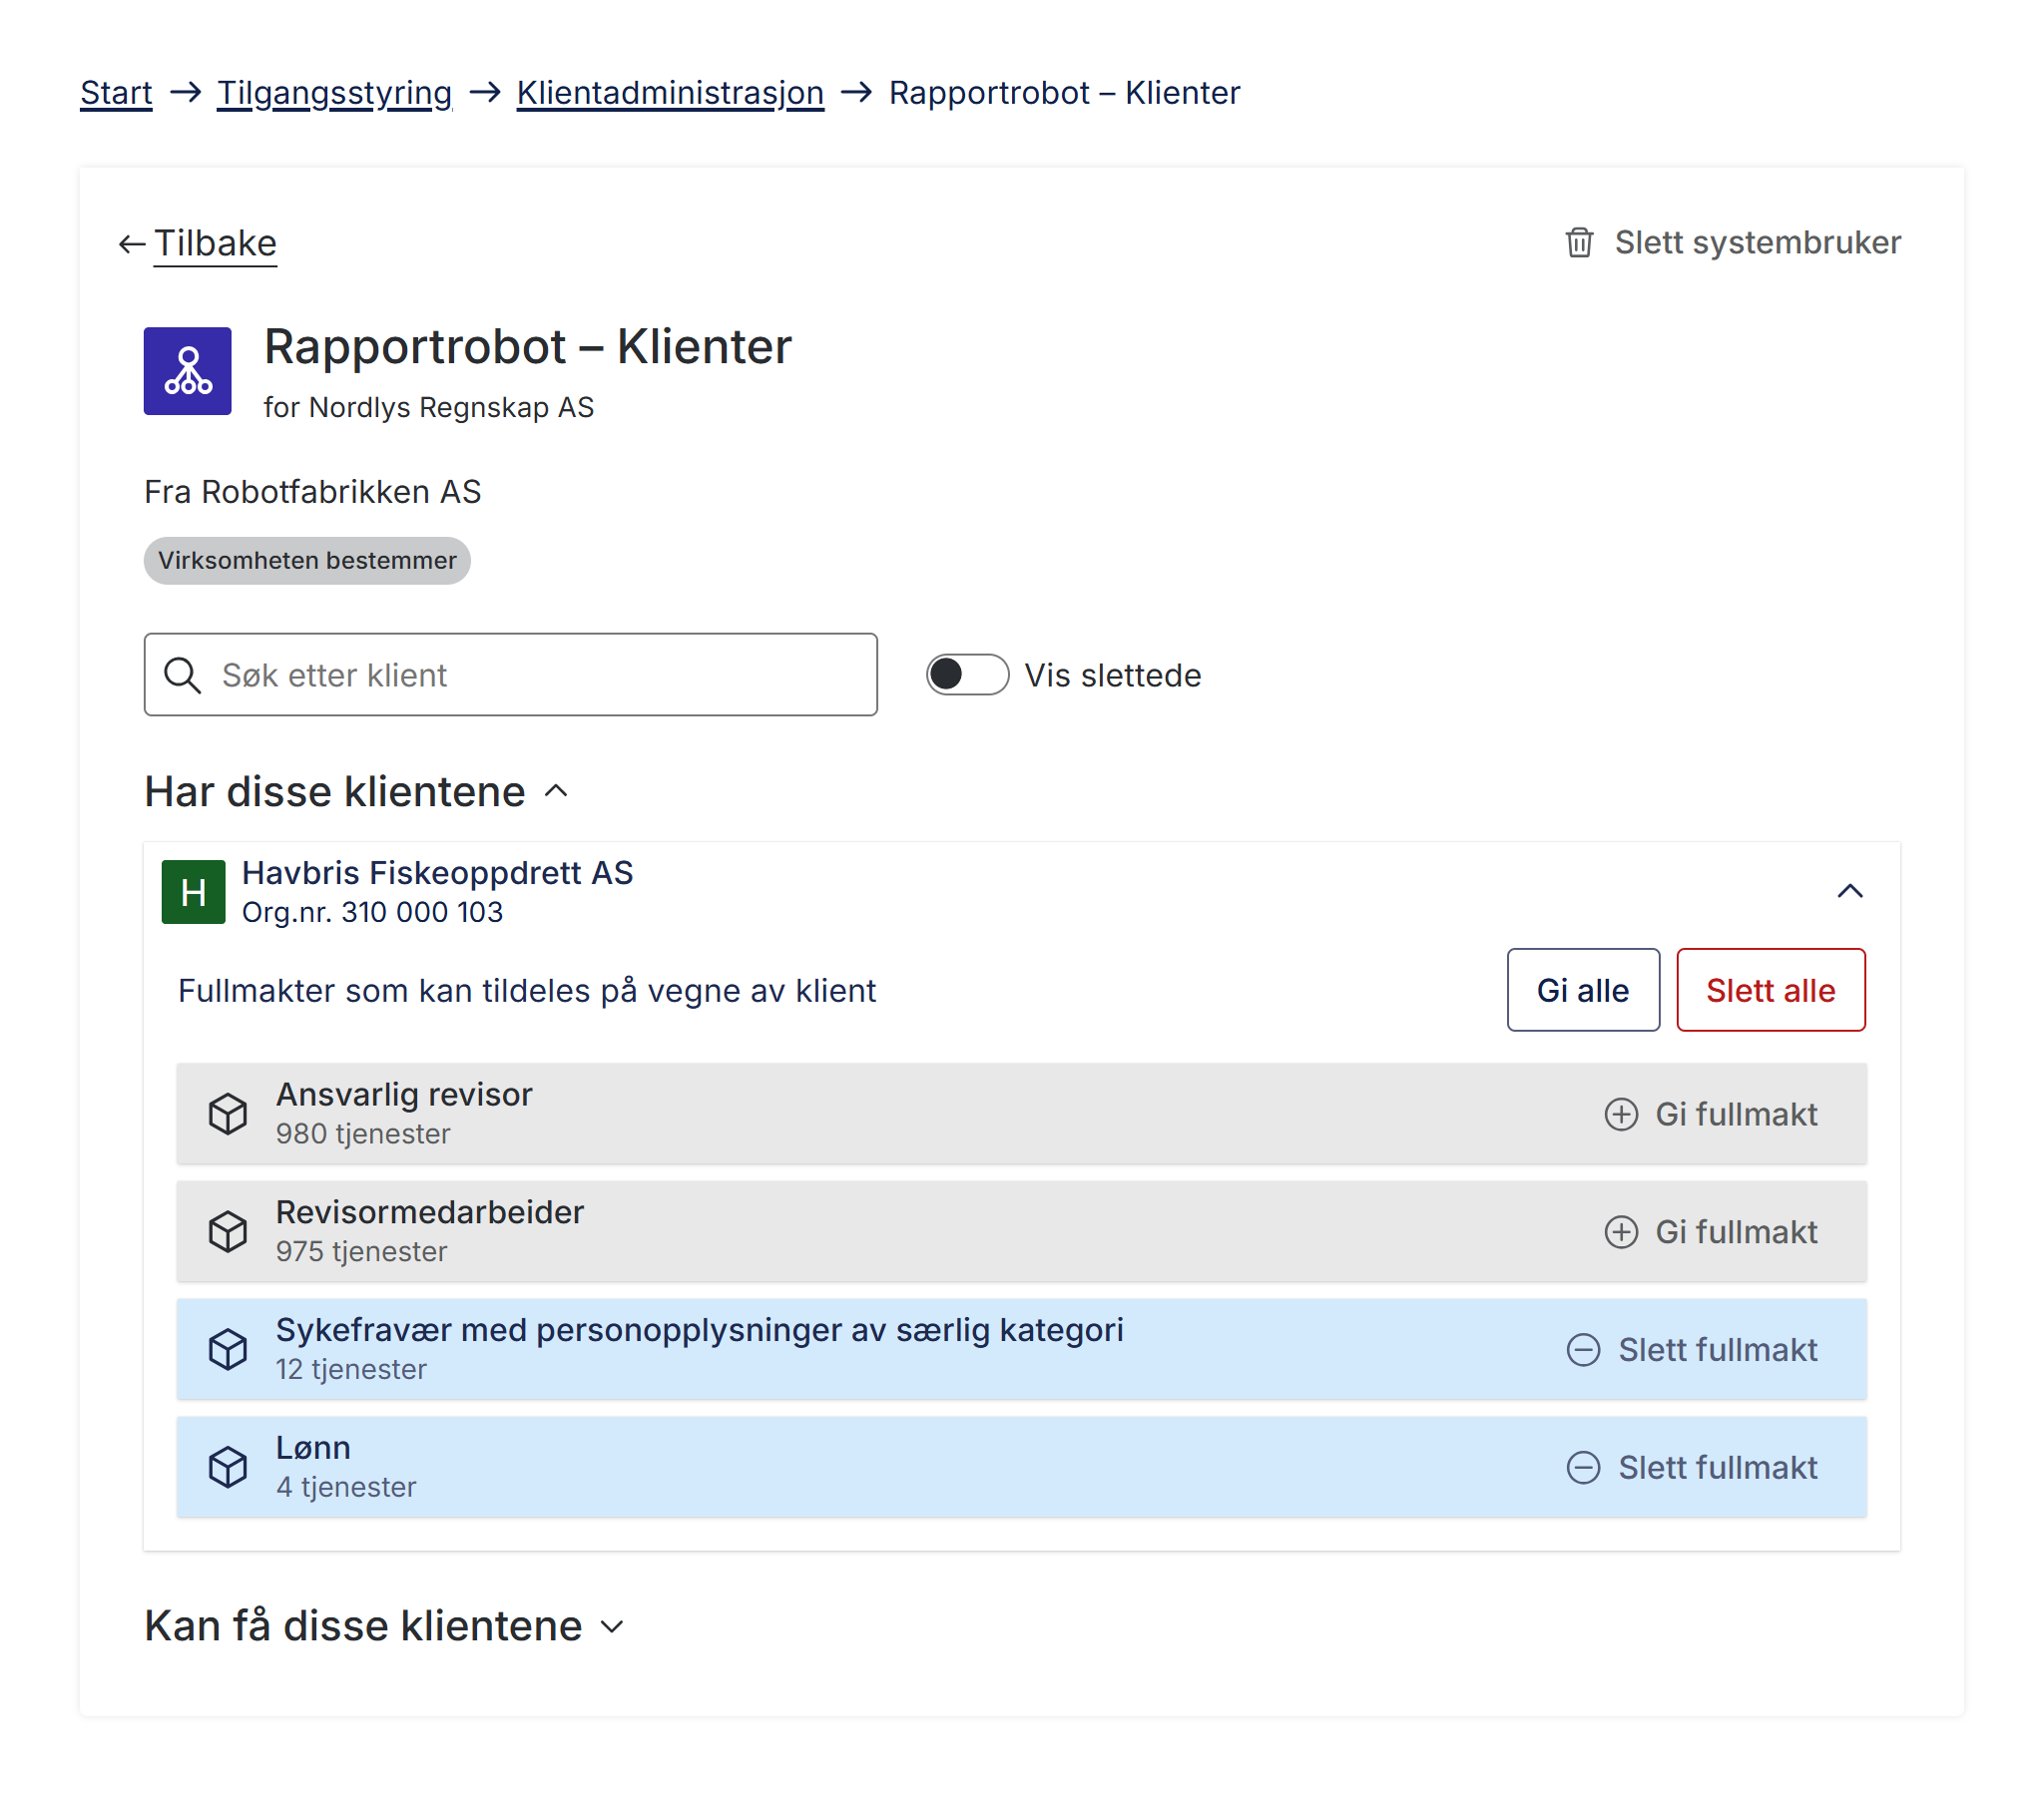 Start → Tilgangsstyring → Klientadministrasjon → Rapportrobot – Klienter
← Tilbake
Slett systembruker
Rapportrobot – Klienter
for Nordlys Regnskap AS
Fra Robotfabrikken AS
Virksomheten bestemmer
Søk etter klient
Vis slettede
Har disse klientene
H
Havbris Fiskeoppdrett AS
Org.nr. 310 000 103
Fullmakter som kan tildeles på vegne av klient
Gi alle
Slett alle
Ansvarlig revisor
980 tjenester
Gi fullmakt
Revisormedarbeider
975 tjenester
Gi fullmakt
Sykefravær med personopplysninger av særlig kategori
12 tjenester
Slett fullmakt
Lønn
4 tjenester
Slett fullmakt
Kan få disse klientene